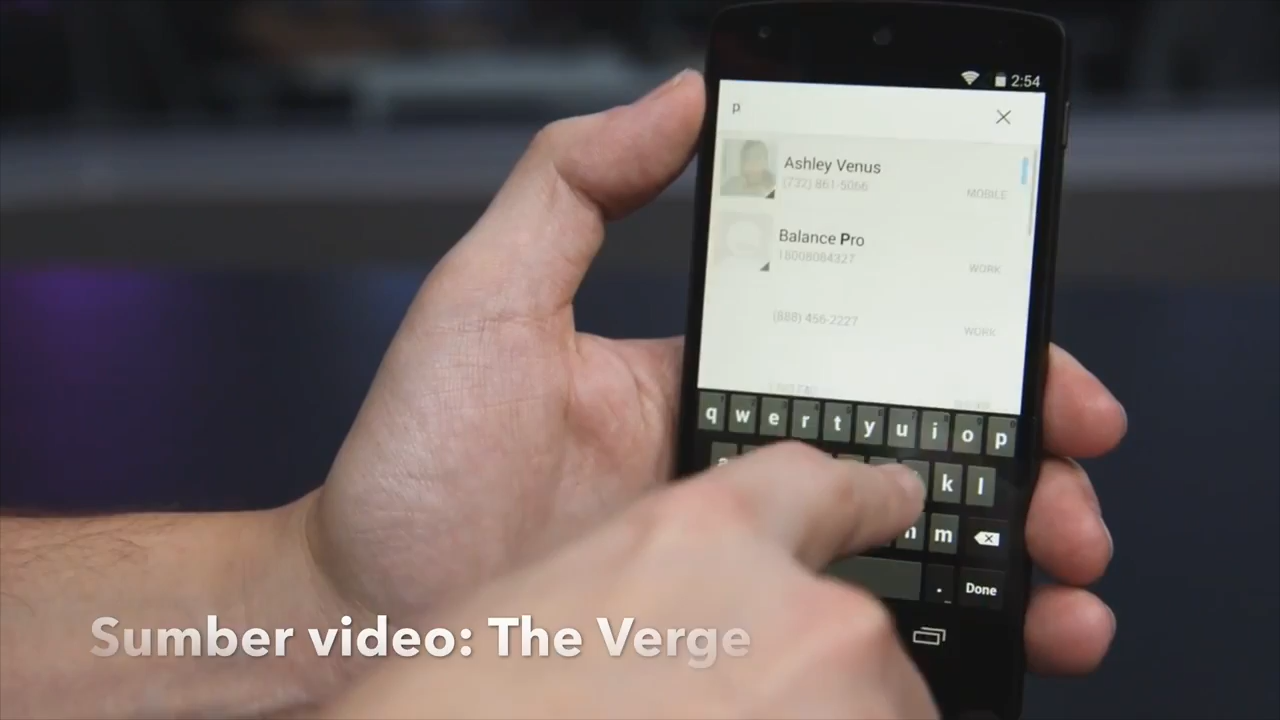 2:54
p
Ashley Venus
(732) 861-5066
MOBILE
Balance Pro
18008084327
WORK
(888) 456-2227
WORK
q w e r t y u i o p
k l
m
. Done
Sumber video: The Verge